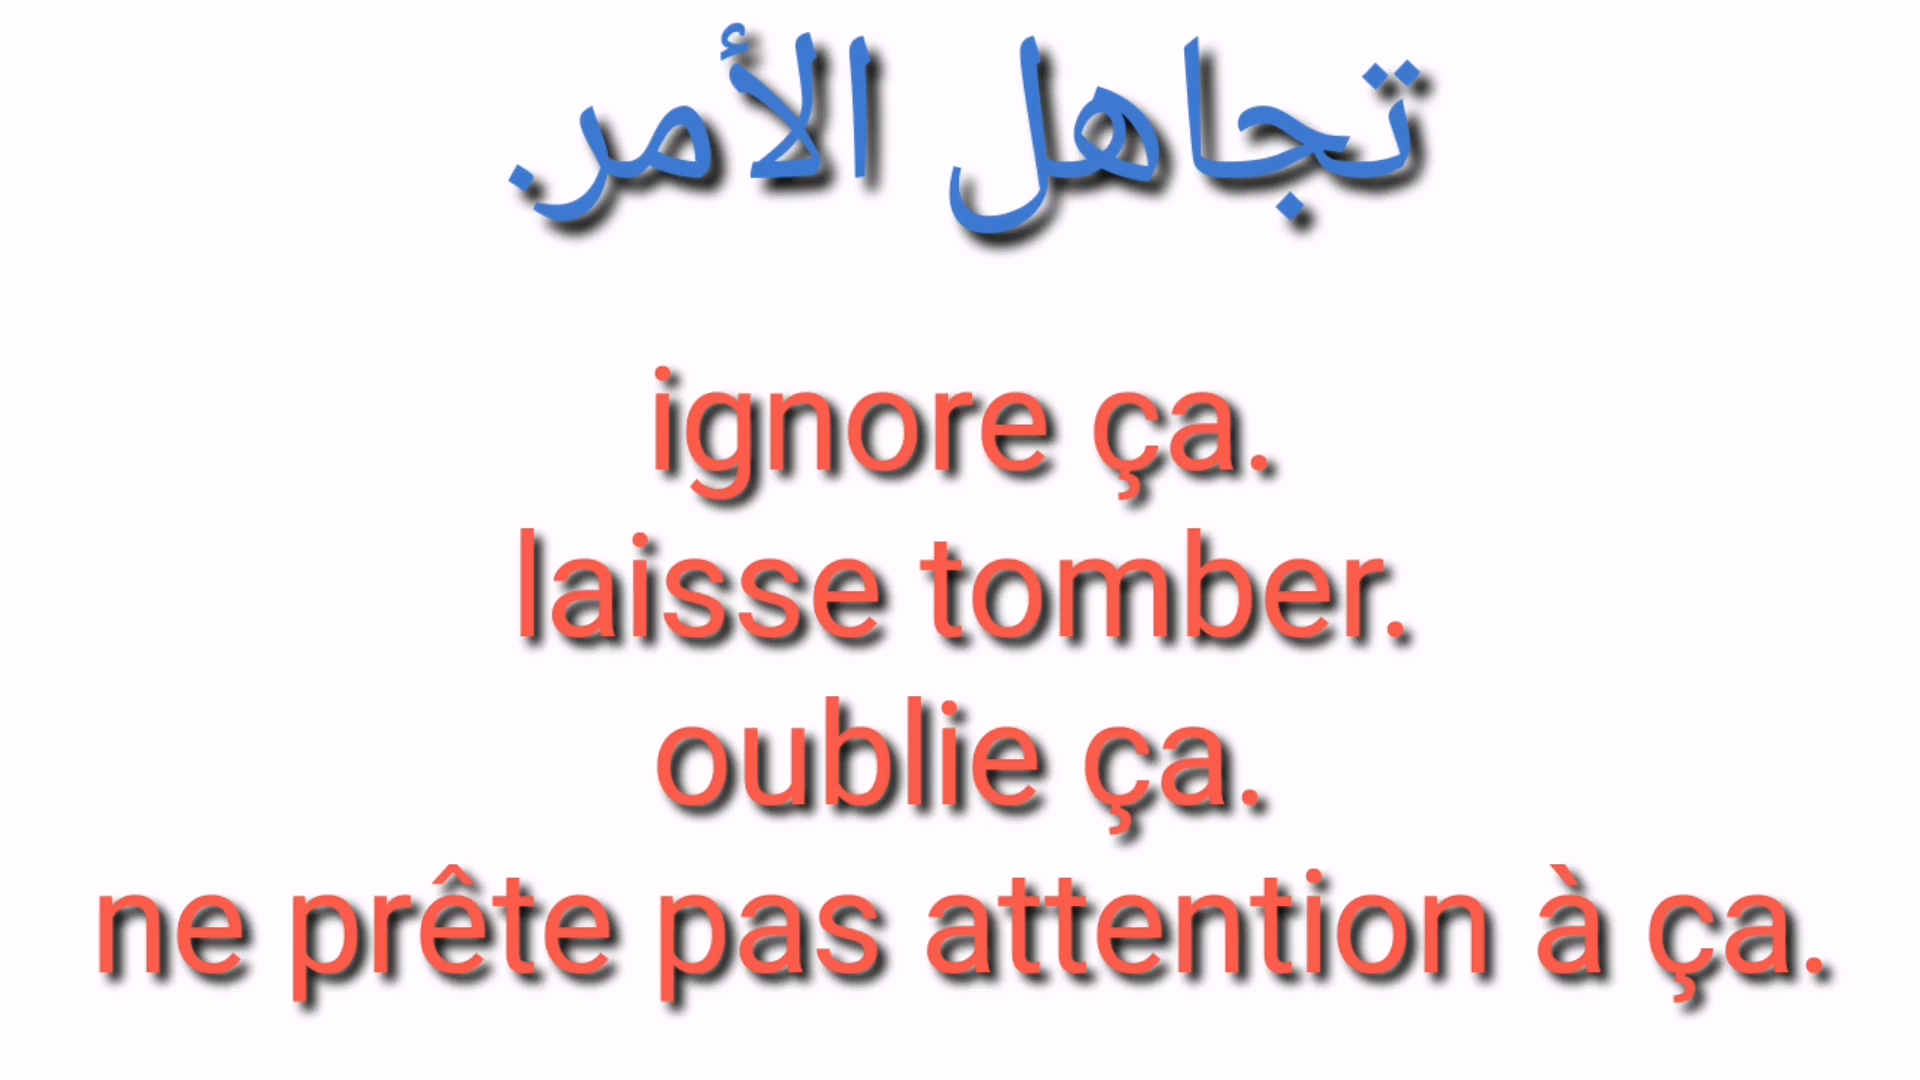 تجاهل الأمر.
ignore ça.
laisse tomber.
oublie ça.
ne prête pas attention à ça.